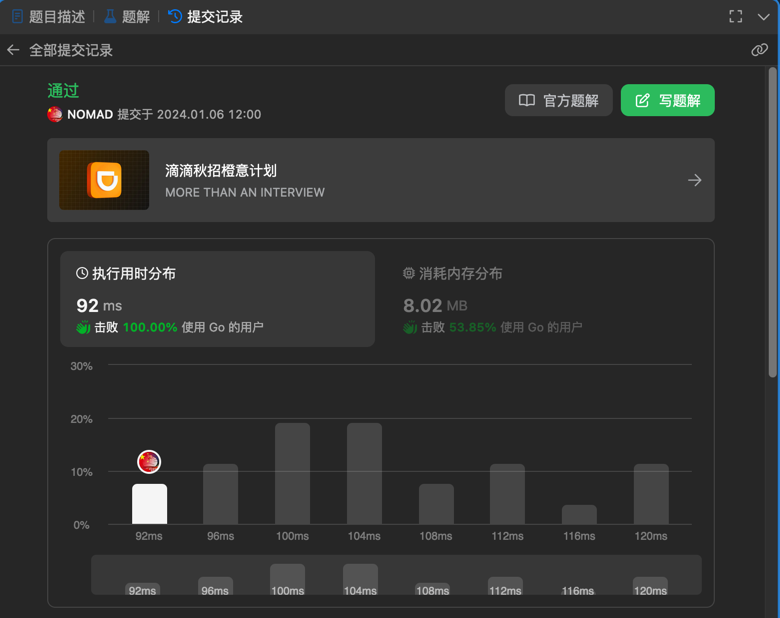 题目描述 题解 提交记录
全部提交记录
通过
NOMAD 提交于 2024.01.06 12:00
官方题解 写题解
滴滴秋招橙意计划
MORE THAN AN INTERVIEW
执行用时分布
92 ms
击败 100.00% 使用 Go 的用户
消耗内存分布
8.02 MB
击败 53.85% 使用 Go 的用户
30%
20%
10%
0%
92ms 96ms 100ms 104ms 108ms 112ms 116ms 120ms
92ms 96ms 100ms 104ms 108ms 112ms 116ms 120ms